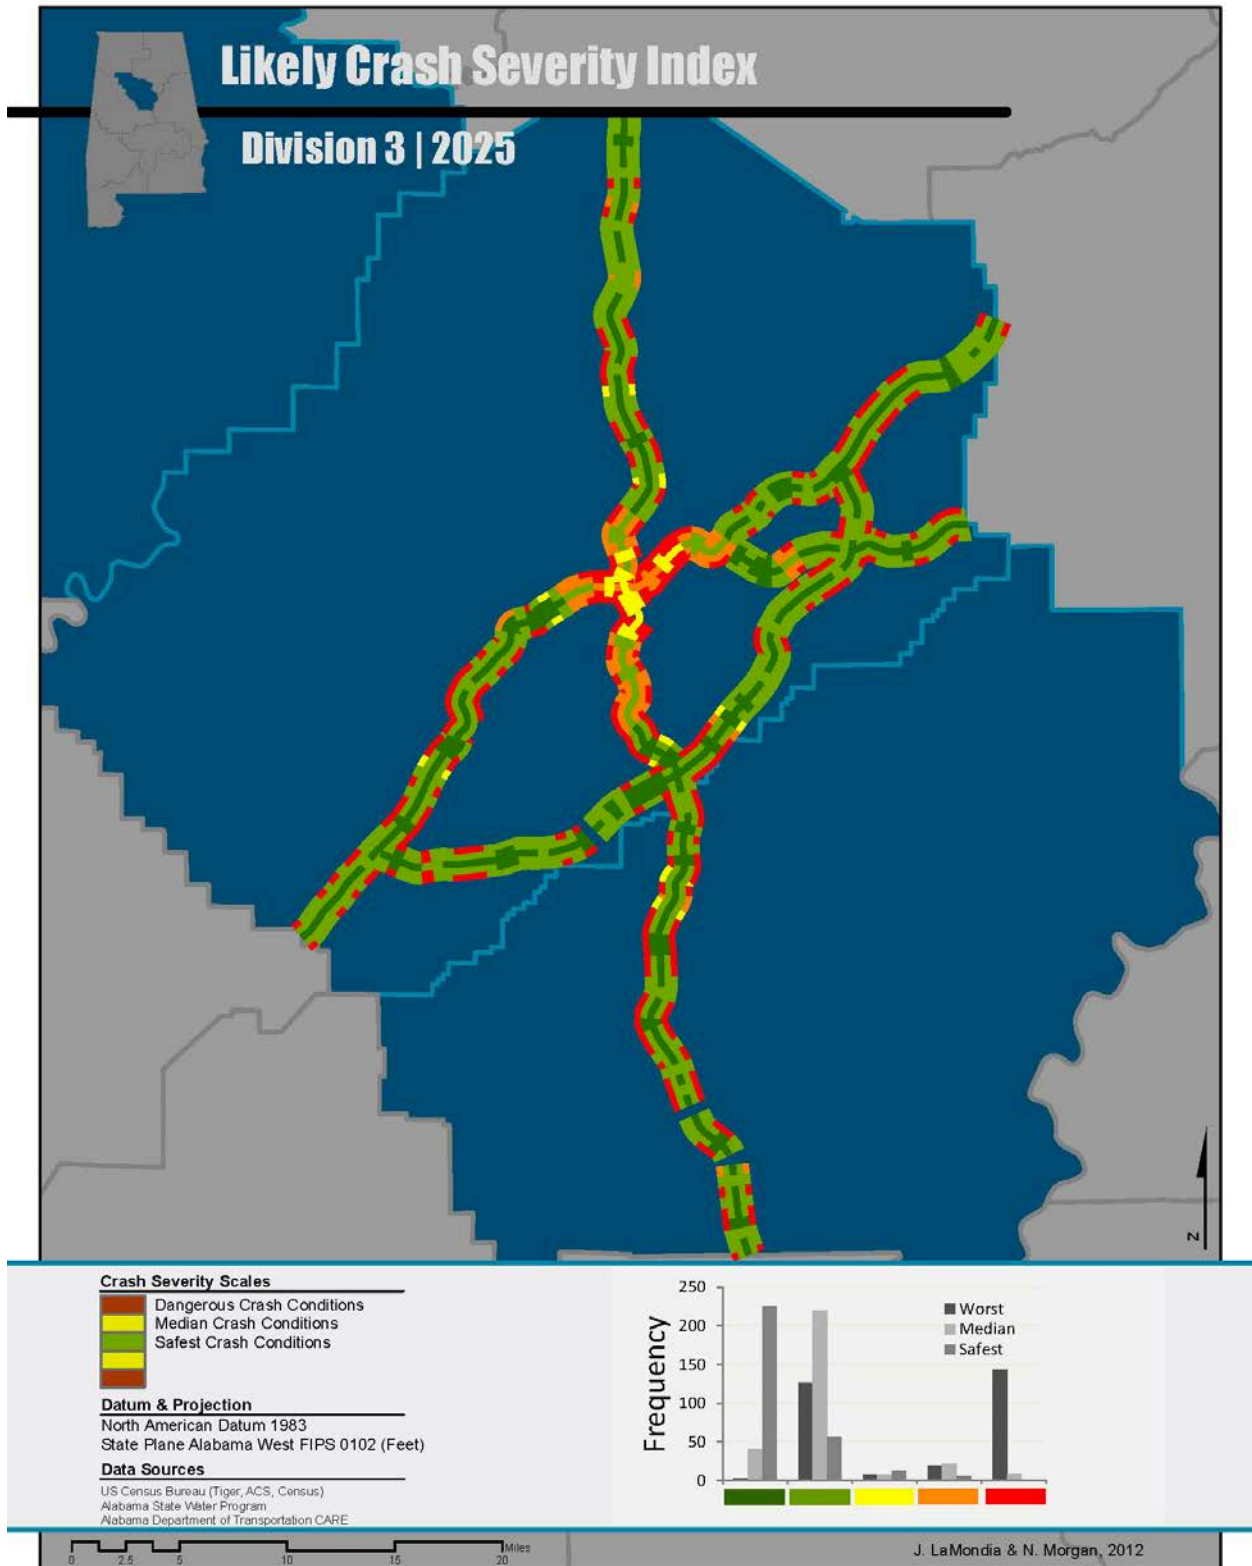 Likely Crash Severity Index
Division 3 | 2025
Crash Severity Scales
Dangerous Crash Conditions
Median Crash Conditions
Safest Crash Conditions
Datum & Projection
North American Datum 1983
State Plane Alabama West FIPS 0102 (Feet)
Data Sources
US Census Bureau (Tiger, ACS, Census)
Alabama State Water Program
Alabama Department of Transportation CARE
Frequency
250
200
150
100
50
0
Worst
Median
Safest
N
Miles
0 2.5 5 10 15 20
J. LaMondia & N. Morgan, 2012